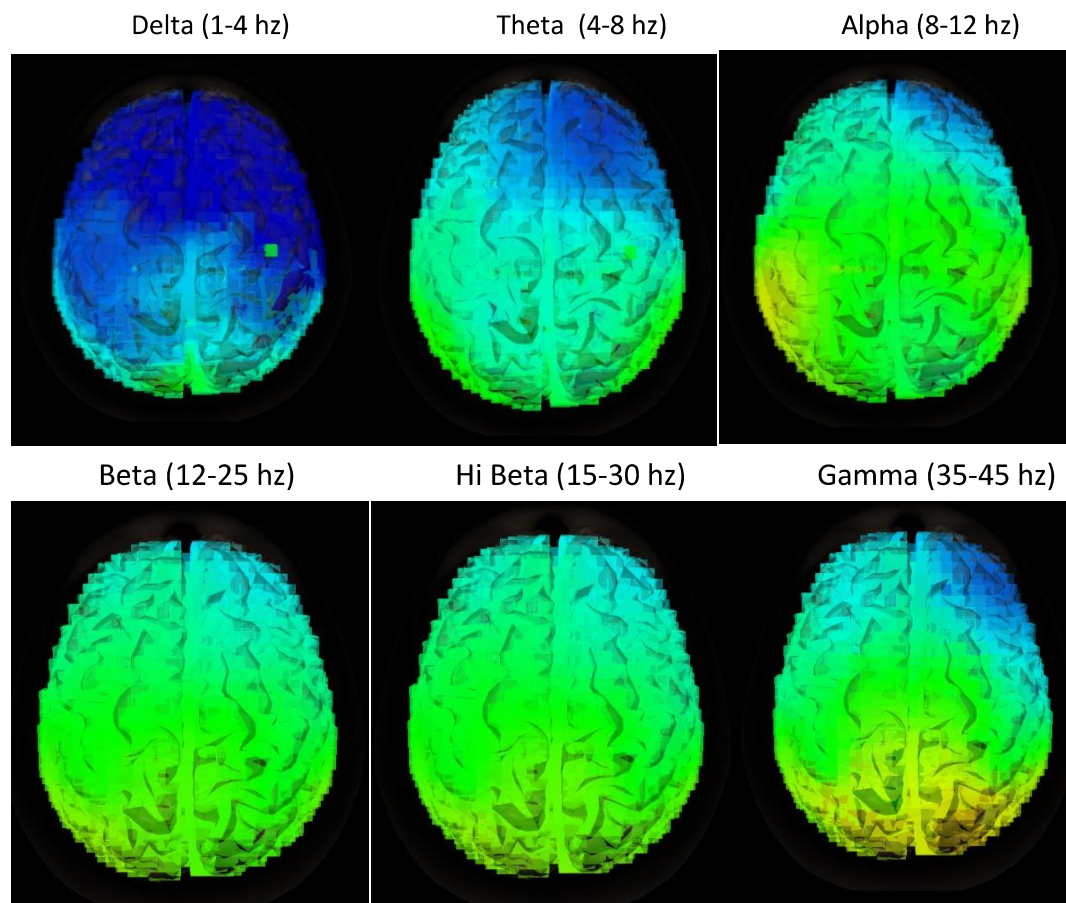 Delta (1-4 hz)
Theta  (4-8 hz)
Alpha (8-12 hz)
Beta (12-25 hz)
Hi Beta (15-30 hz)
Gamma (35-45 hz)